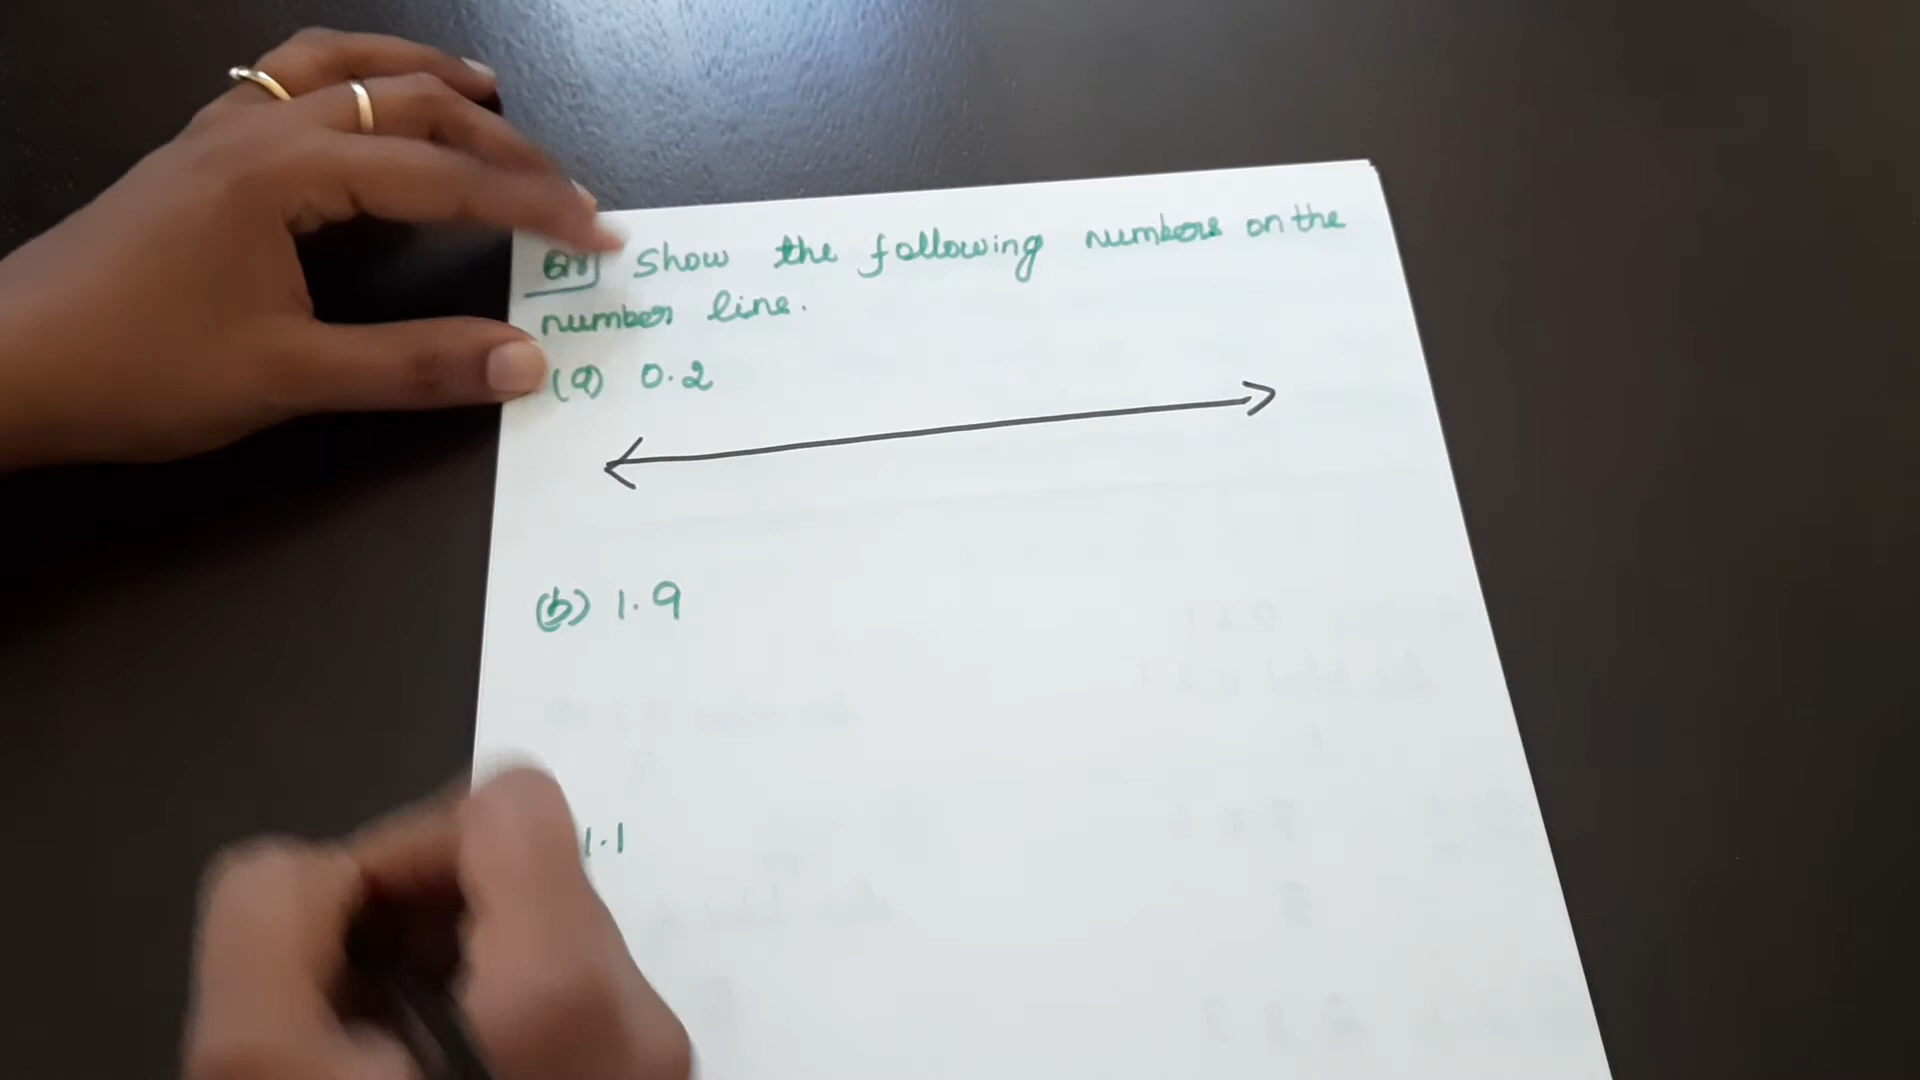 Show the following numbers on the
number line.
(a) 0.2
(b) 1.9
1.1